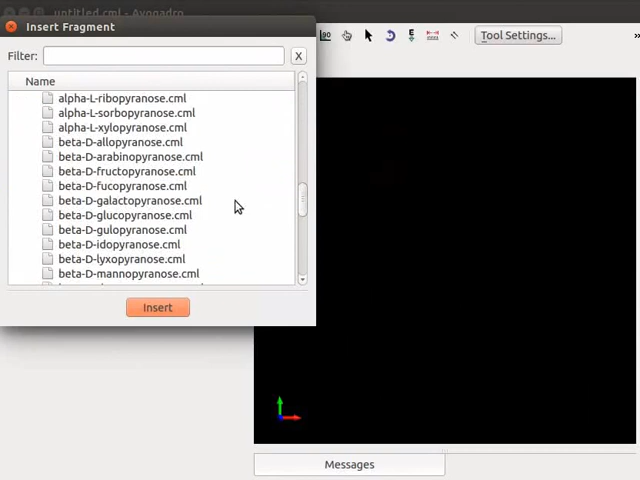 untitled.cml - Avogadro
Insert Fragment
Filter:
X
Name
alpha-L-ribopyranose.cml
alpha-L-sorbopyranose.cml
alpha-L-xylopyranose.cml
beta-D-allopyranose.cml
beta-D-arabinopyranose.cml
beta-D-fructopyranose.cml
beta-D-fucopyranose.cml
beta-D-galactopyranose.cml
beta-D-glucopyranose.cml
beta-D-gulopyranose.cml
beta-D-idopyranose.cml
beta-D-lyxopyranose.cml
beta-D-mannopyranose.cml
Insert
90
E
Tool Settings...
»
Messages